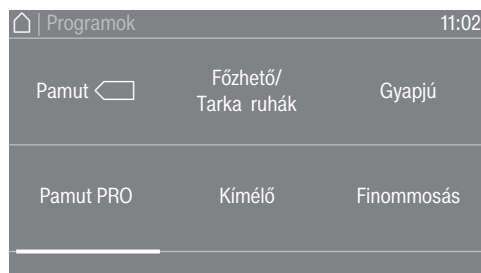 | Programok
11:02
Pamut
Főzhető/
Tarka ruhák
Gyapjú
Pamut PRO
Kímélő
Finommosás